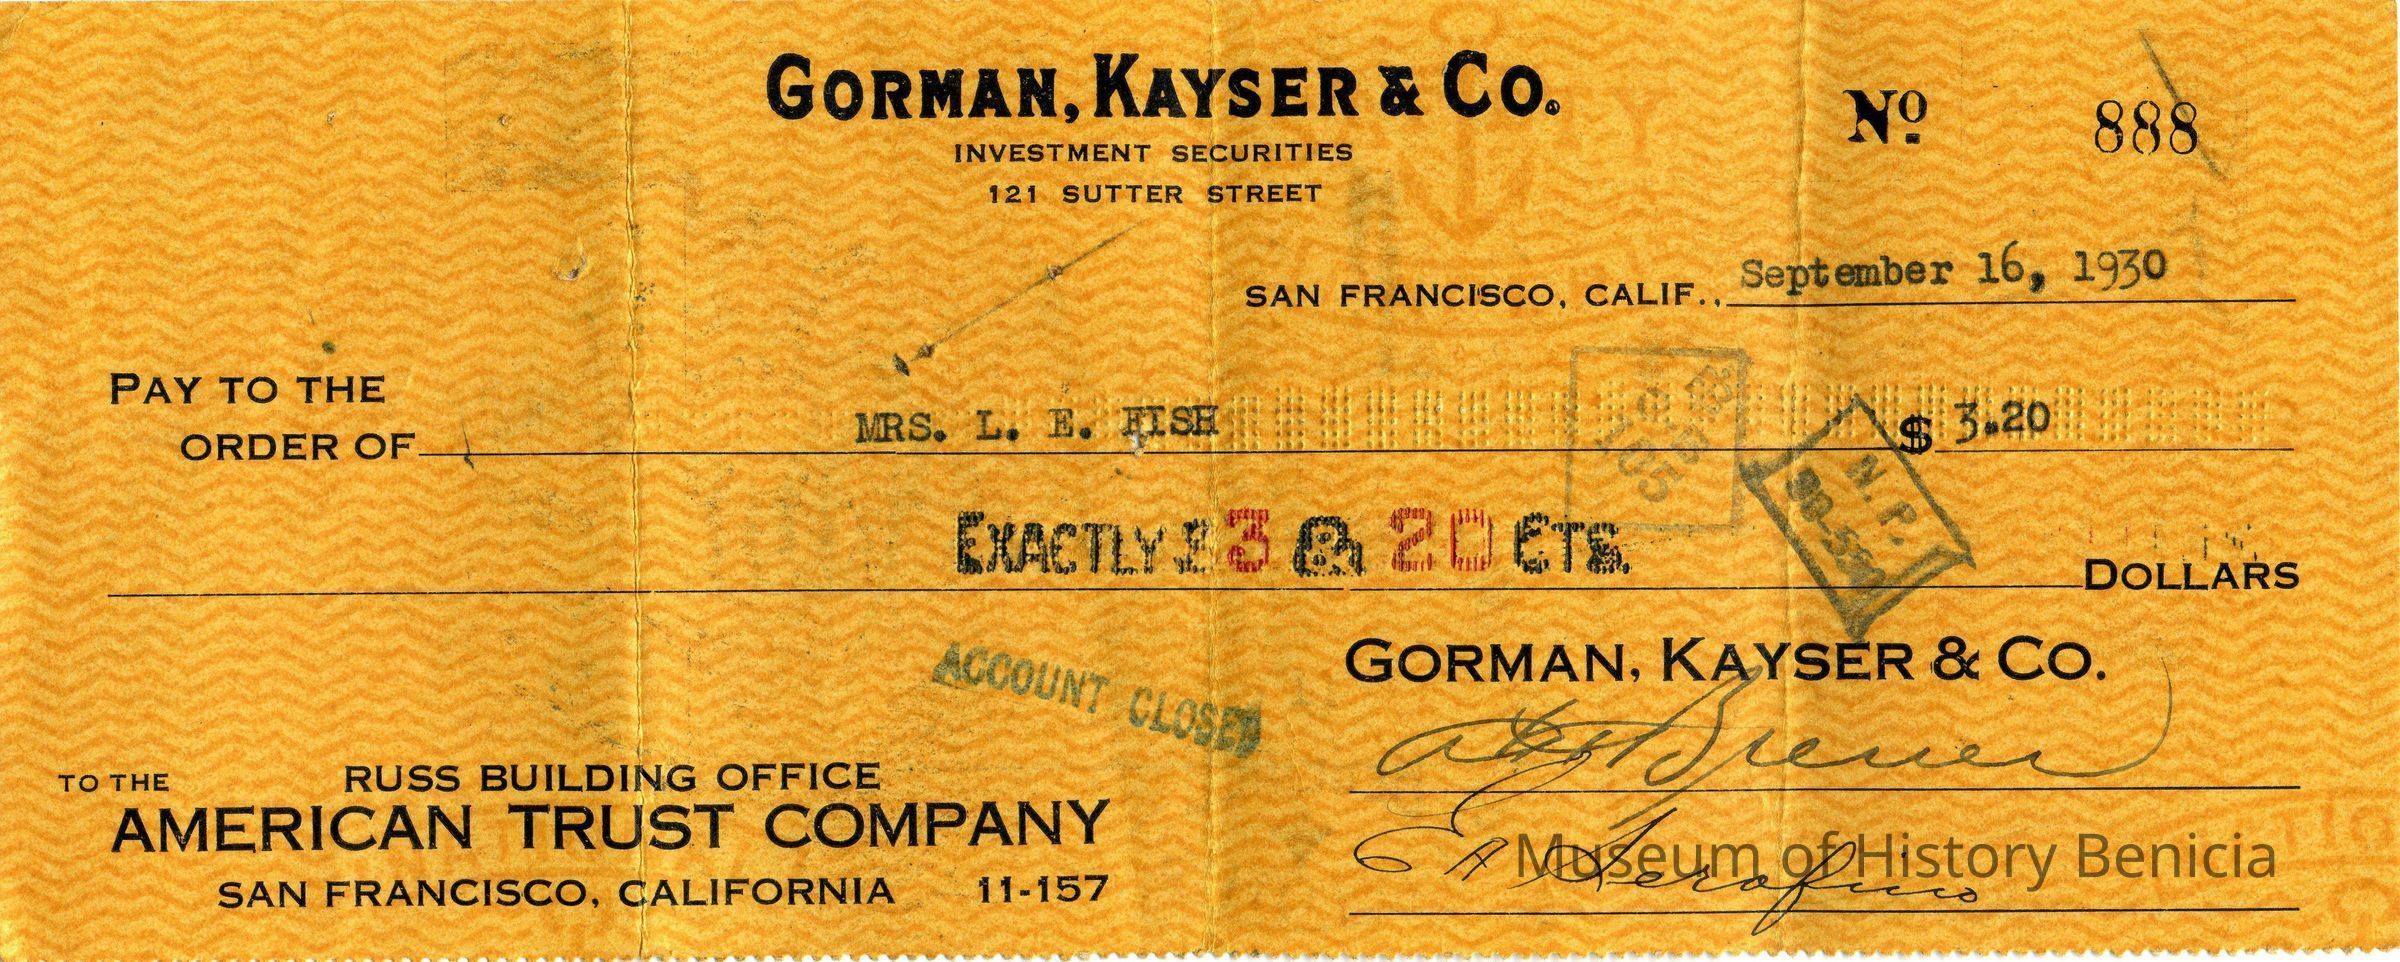 GORMAN, KAYSER & CO.
INVESTMENT SECURITIES
121 SUTTER STREET
Nº 888
SAN FRANCISCO, CALIF., September 16, 1930
PAY TO THE
ORDER OF MRS. L. E. FISH $ 3.20
EXACTLY $ 3 & 20 CTS.
DOLLARS
N. P.
ACCOUNT CLOSED
GORMAN, KAYSER & CO.
TO THE
RUSS BUILDING OFFICE
AMERICAN TRUST COMPANY
SAN FRANCISCO, CALIFORNIA 11-157
Museum of History Benicia